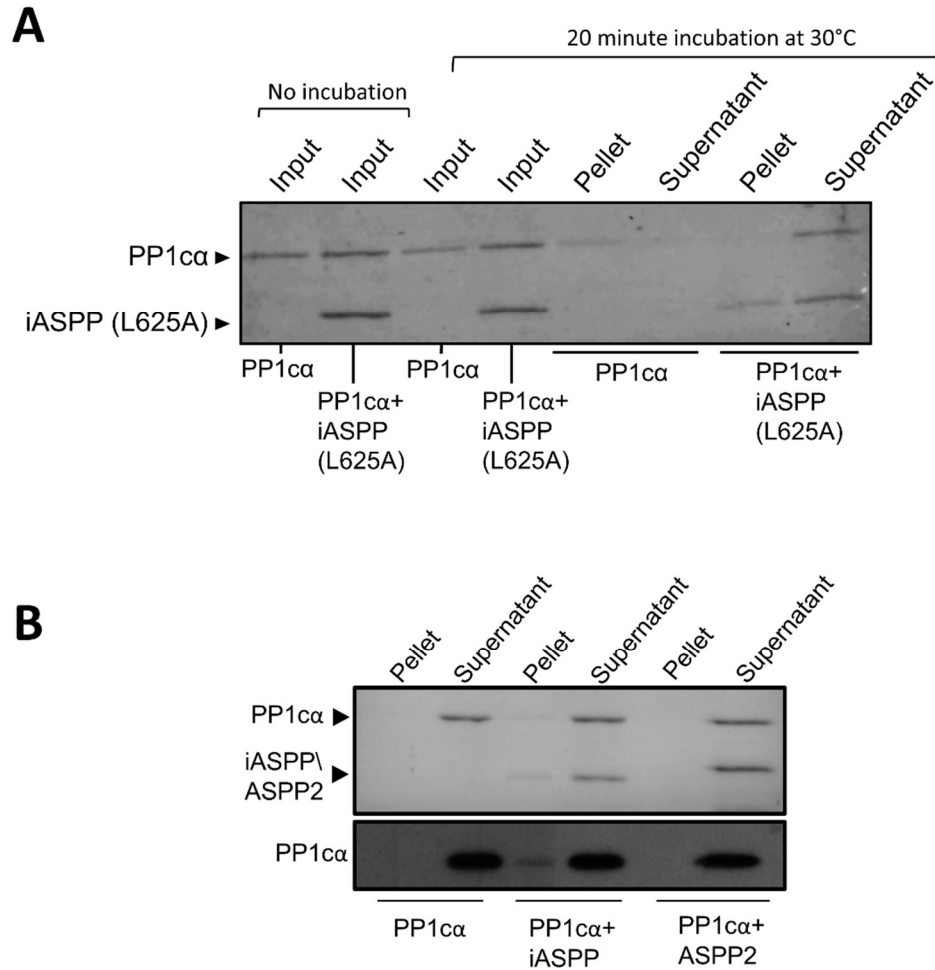 A
20 minute incubation at 30°C
No incubation
Input
Input
Input
Input
Pellet
Supernatant
Pellet
Supernatant
PP1cα
iASPP (L625A)
PP1cα
PP1cα+
iASPP
(L625A)
PP1cα
PP1cα+
iASPP
(L625A)
PP1cα
PP1cα+
iASPP
(L625A)
B
Pellet
Supernatant
Pellet
Supernatant
Pellet
Supernatant
PP1cα
iASPP\
ASPP2
PP1cα
PP1cα
PP1cα+
iASPP
PP1cα+
ASPP2